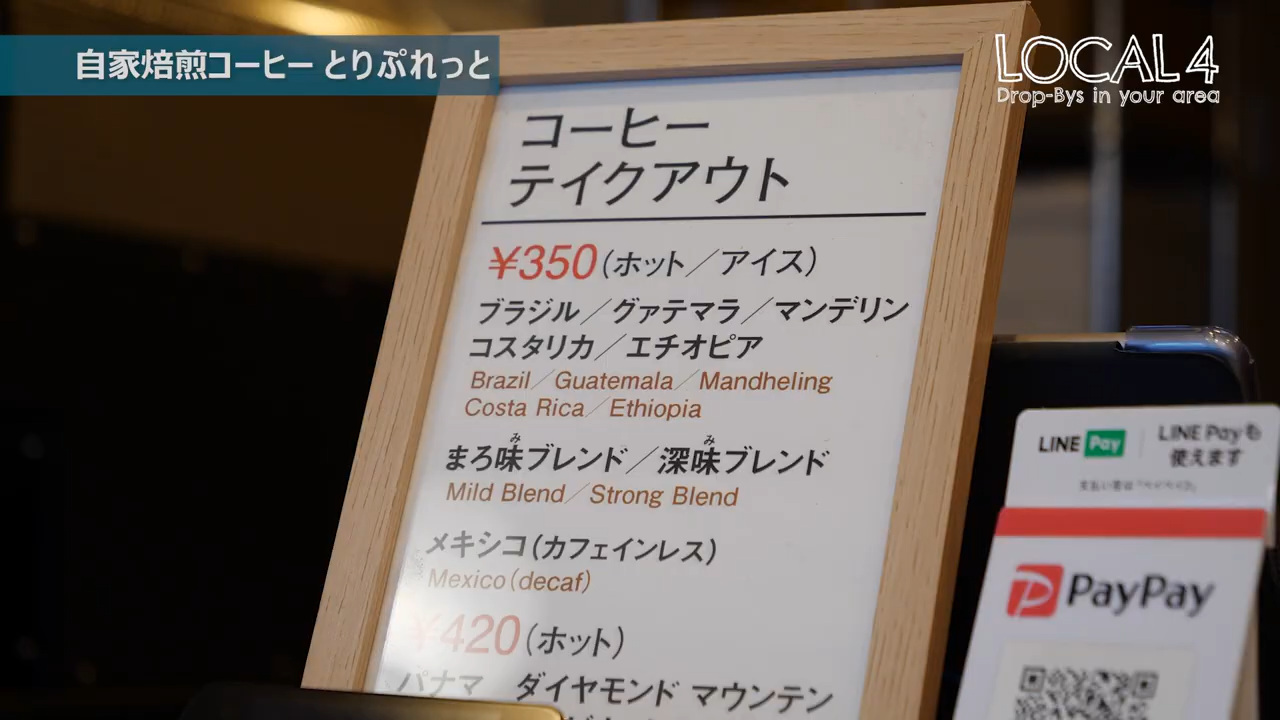 自家焙煎コーヒー とりぷれっと
LOCAL 4
Drop-Bys in your area
コーヒー
テイクアウト
¥350(ホット／アイス)
ブラジル／グァテマラ／マンデリン
コスタリカ／エチオピア
Brazil／Guatemala／Mandheling
Costa Rica／Ethiopia
まろ味ブレンド／深味ブレンド
Mild Blend／Strong Blend
メキシコ(カフェインレス)
Mexico(decaf)
¥420(ホット)
パナマ ダイヤモンド マウンテン
LINE Pay
LINE Payも
使えます
PayPay